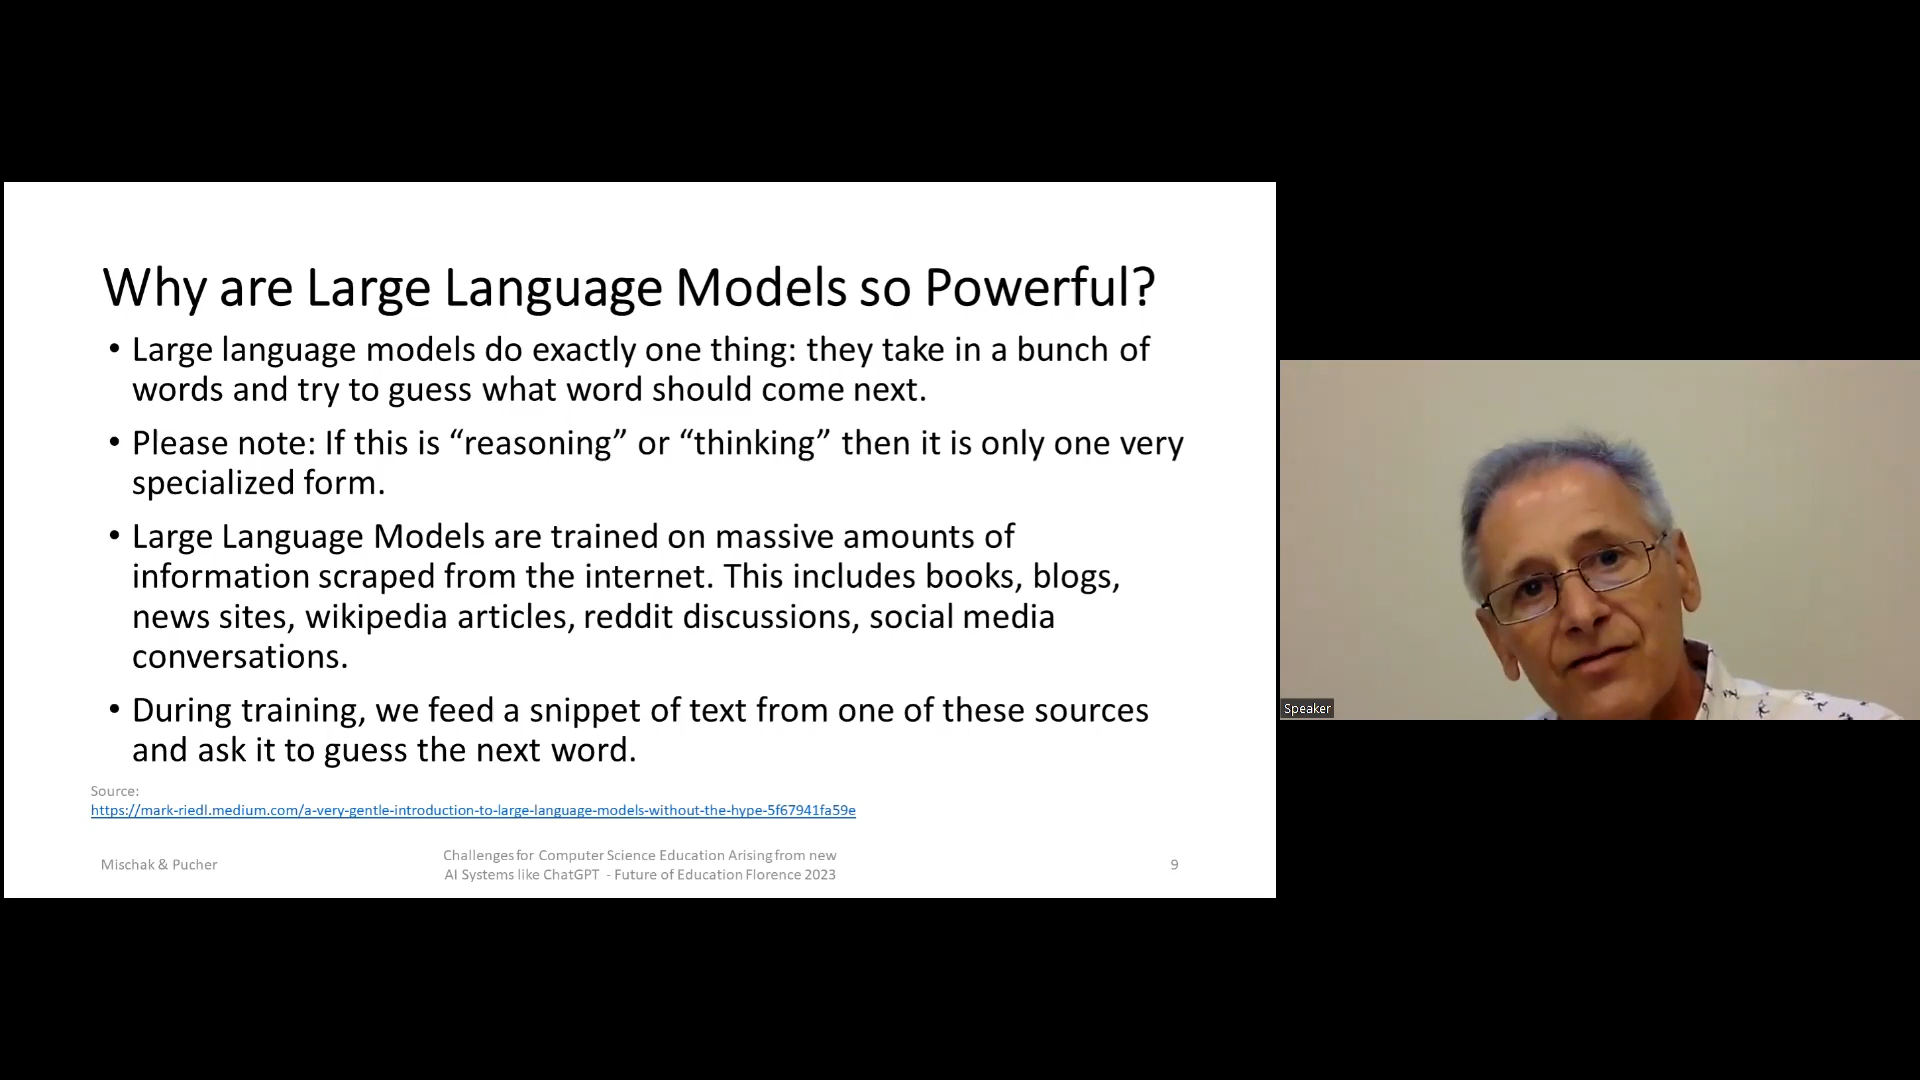 Why are Large Language Models so Powerful?
• Large language models do exactly one thing: they take in a bunch of
words and try to guess what word should come next.
• Please note: If this is “reasoning” or “thinking” then it is only one very
specialized form.
• Large Language Models are trained on massive amounts of
information scraped from the internet. This includes books, blogs,
news sites, wikipedia articles, reddit discussions, social media
conversations.
• During training, we feed a snippet of text from one of these sources
and ask it to guess the next word.
Source:
https://mark-riedl.medium.com/a-very-gentle-introduction-to-large-language-models-without-the-hype-5f67941fa59e
Mischak & Pucher
Challenges for Computer Science Education Arising from new
AI Systems like ChatGPT - Future of Education Florence 2023
9
Speaker